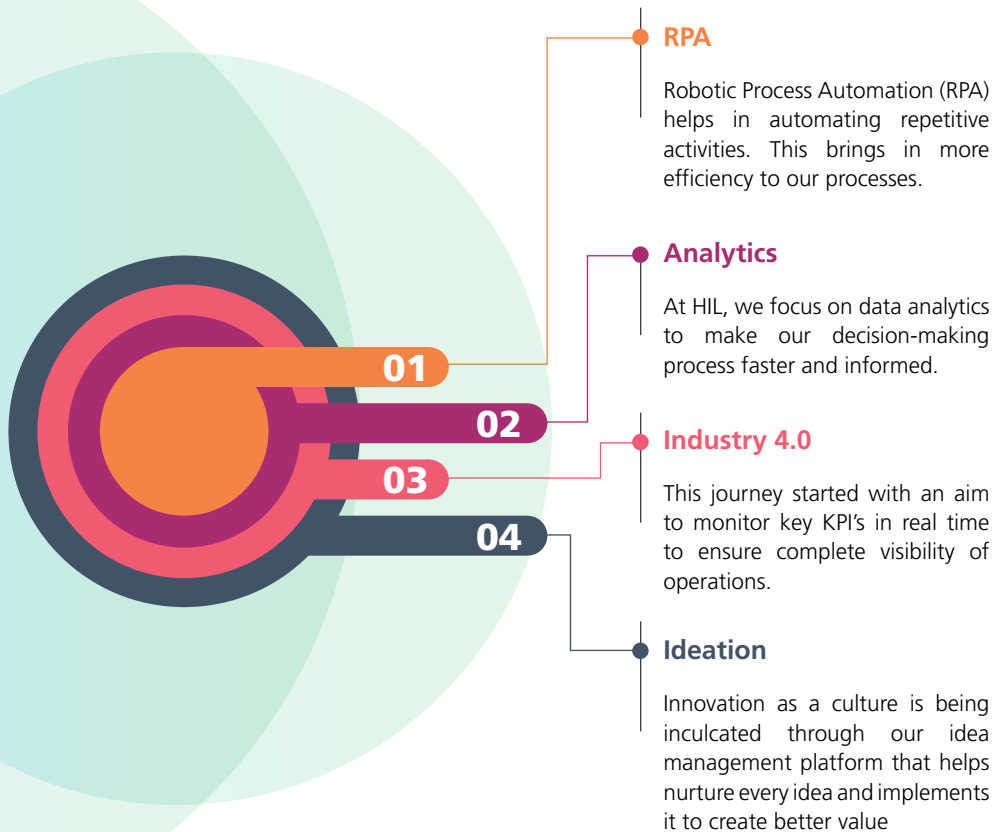 RPA
Robotic Process Automation (RPA)
helps in automating repetitive
activities. This brings in more
efficiency to our processes.
Analytics
At HIL, we focus on data analytics
to make our decision-making
process faster and informed.
01
02
Industry 4.0
03
This journey started with an aim
to monitor key KPI's in real time
to ensure complete visibility of
operations.
04
Ideation
Innovation as a culture is being
inculcated through our idea
management platform that helps
nurture every idea and implements
it to create better value